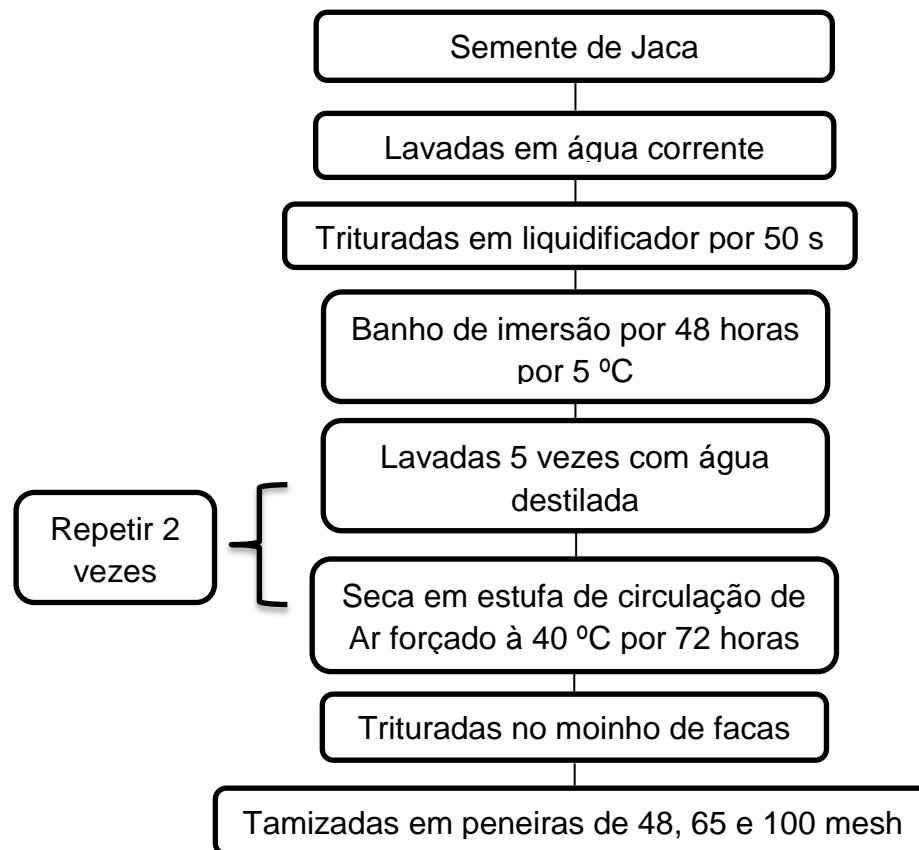 Semente de Jaca
Lavadas em água corrente
Trituradas em liquidificador por 50 s
Banho de imersão por 48 horas
por 5 ºC
Lavadas 5 vezes com água
destilada
Repetir 2
vezes
Seca em estufa de circulação de
Ar forçado à 40 ºC por 72 horas
Trituradas no moinho de facas
Tamizadas em peneiras de 48, 65 e 100 mesh